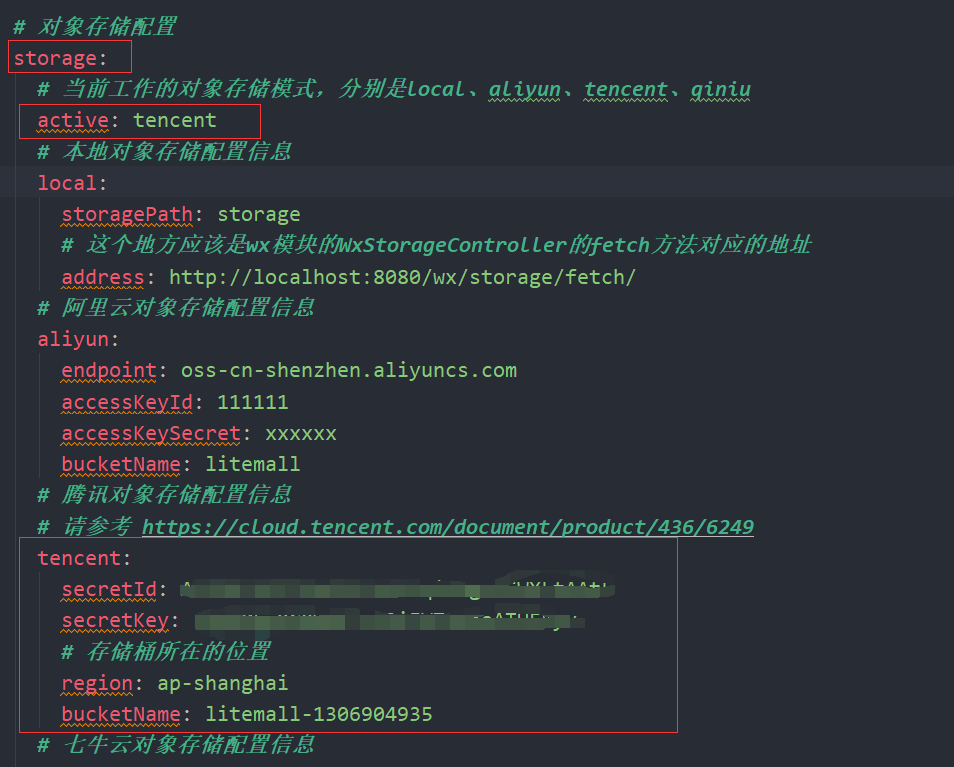 # 对象存储配置
storage:
# 当前工作的对象存储模式，分别是local、aliyun、tencent、qiniu
active: tencent
# 本地对象存储配置信息
local:
storagePath: storage
# 这个地方应该是wx模块的WxStorageController的fetch方法对应的地址
address: http://localhost:8080/wx/storage/fetch/
# 阿里云对象存储配置信息
aliyun:
endpoint: oss-cn-shenzhen.aliyuncs.com
accessKeyId: 111111
accessKeySecret: xxxxxx
bucketName: litemall
# 腾讯对象存储配置信息
# 请参考 https://cloud.tencent.com/document/product/436/6249
tencent:
secretId:
secretKey:
# 存储桶所在的位置
region: ap-shanghai
bucketName: litemall-1306904935
# 七牛云对象存储配置信息